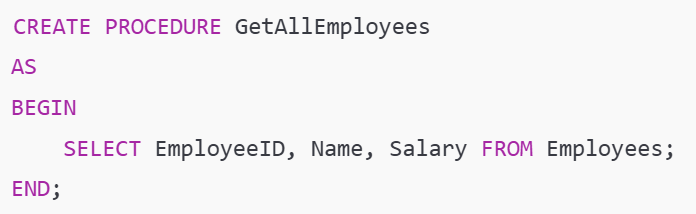 CREATE PROCEDURE GetAllEmployees
AS
BEGIN
    SELECT EmployeeID, Name, Salary FROM Employees;
END;